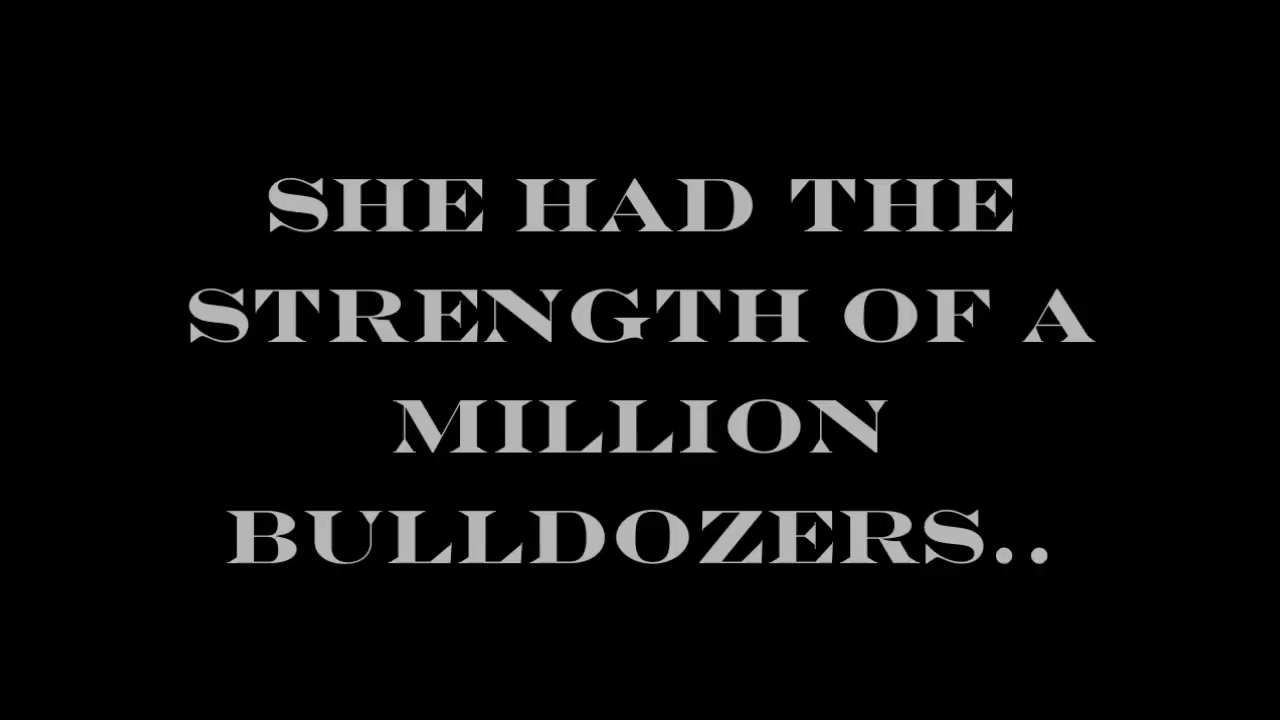 SHE HAD THE
STRENGTH OF A
MILLION
BULLDOZERS..